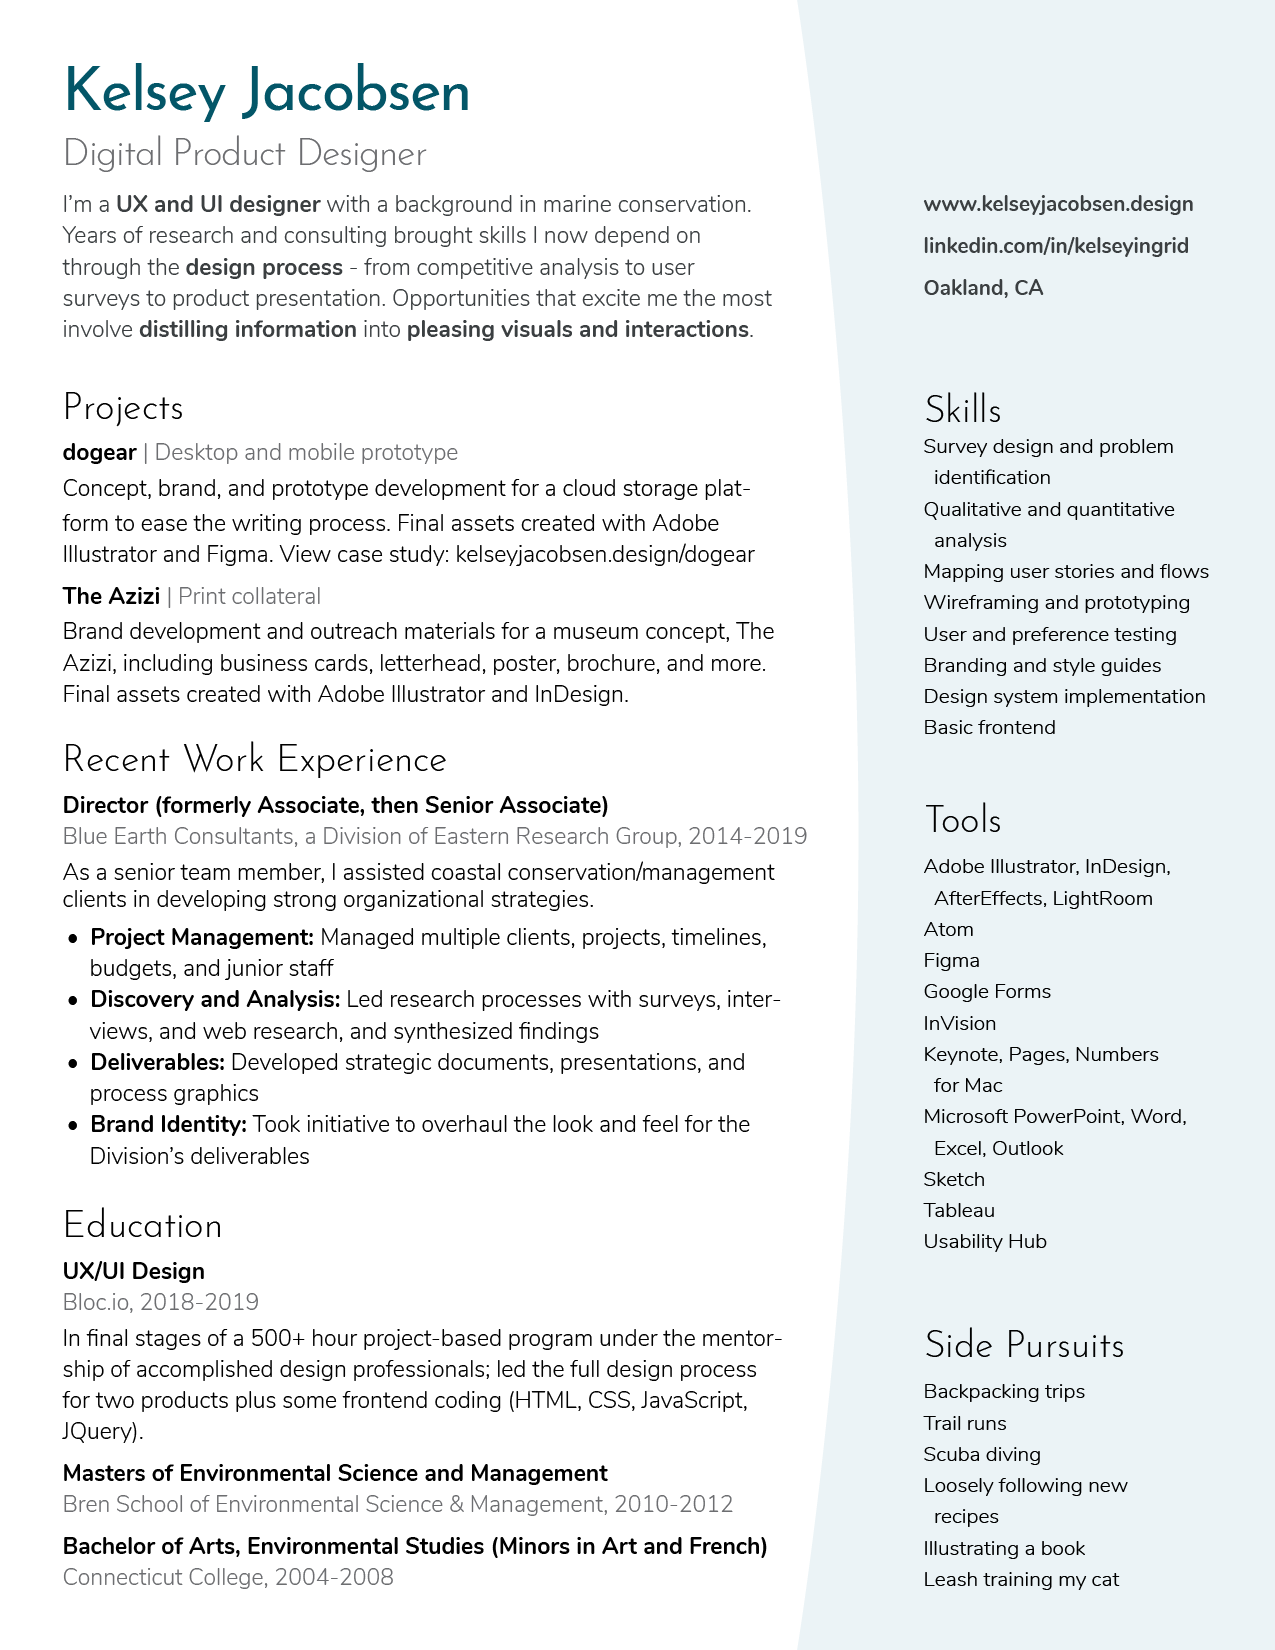 Kelsey Jacobsen
Digital Product Designer
I'm a UX and UI designer with a background in marine conservation.
Years of research and consulting brought skills I now depend on
through the design process - from competitive analysis to user
surveys to product presentation. Opportunities that excite me the most
involve distilling information into pleasing visuals and interactions.
Projects
dogear | Desktop and mobile prototype
Concept, brand, and prototype development for a cloud storage plat-
form to ease the writing process. Final assets created with Adobe
Illustrator and Figma. View case study: kelseyjacobsen.design/dogear
The Azizi | Print collateral
Brand development and outreach materials for a museum concept, The
Azizi, including business cards, letterhead, poster, brochure, and more.
Final assets created with Adobe Illustrator and InDesign.
Recent Work Experience
Director (formerly Associate, then Senior Associate)
Blue Earth Consultants, a Division of Eastern Research Group, 2014-2019
As a senior team member, I assisted coastal conservation/management
clients in developing strong organizational strategies.
• Project Management: Managed multiple clients, projects, timelines,
budgets, and junior staff
• Discovery and Analysis: Led research processes with surveys, inter-
views, and web research, and synthesized findings
• Deliverables: Developed strategic documents, presentations, and
process graphics
• Brand Identity: Took initiative to overhaul the look and feel for the
Division's deliverables
Education
UX/UI Design
Bloc.io, 2018-2019
In final stages of a 500+ hour project-based program under the mentor-
ship of accomplished design professionals; led the full design process
for two products plus some frontend coding (HTML, CSS, JavaScript,
JQuery).
Masters of Environmental Science and Management
Bren School of Environmental Science & Management, 2010-2012
Bachelor of Arts, Environmental Studies (Minors in Art and French)
Connecticut College, 2004-2008
www.kelseyjacobsen.design
linkedin.com/in/kelseyingrid
Oakland, CA
Skills
Survey design and problem
identification
Qualitative and quantitative
analysis
Mapping user stories and flows
Wireframing and prototyping
User and preference testing
Branding and style guides
Design system implementation
Basic frontend
Tools
Adobe Illustrator, InDesign,
AfterEffects, LightRoom
Atom
Figma
Google Forms
InVision
Keynote, Pages, Numbers
for Mac
Microsoft PowerPoint, Word,
Excel, Outlook
Sketch
Tableau
Usability Hub
Side Pursuits
Backpacking trips
Trail runs
Scuba diving
Loosely following new
recipes
Illustrating a book
Leash training my cat